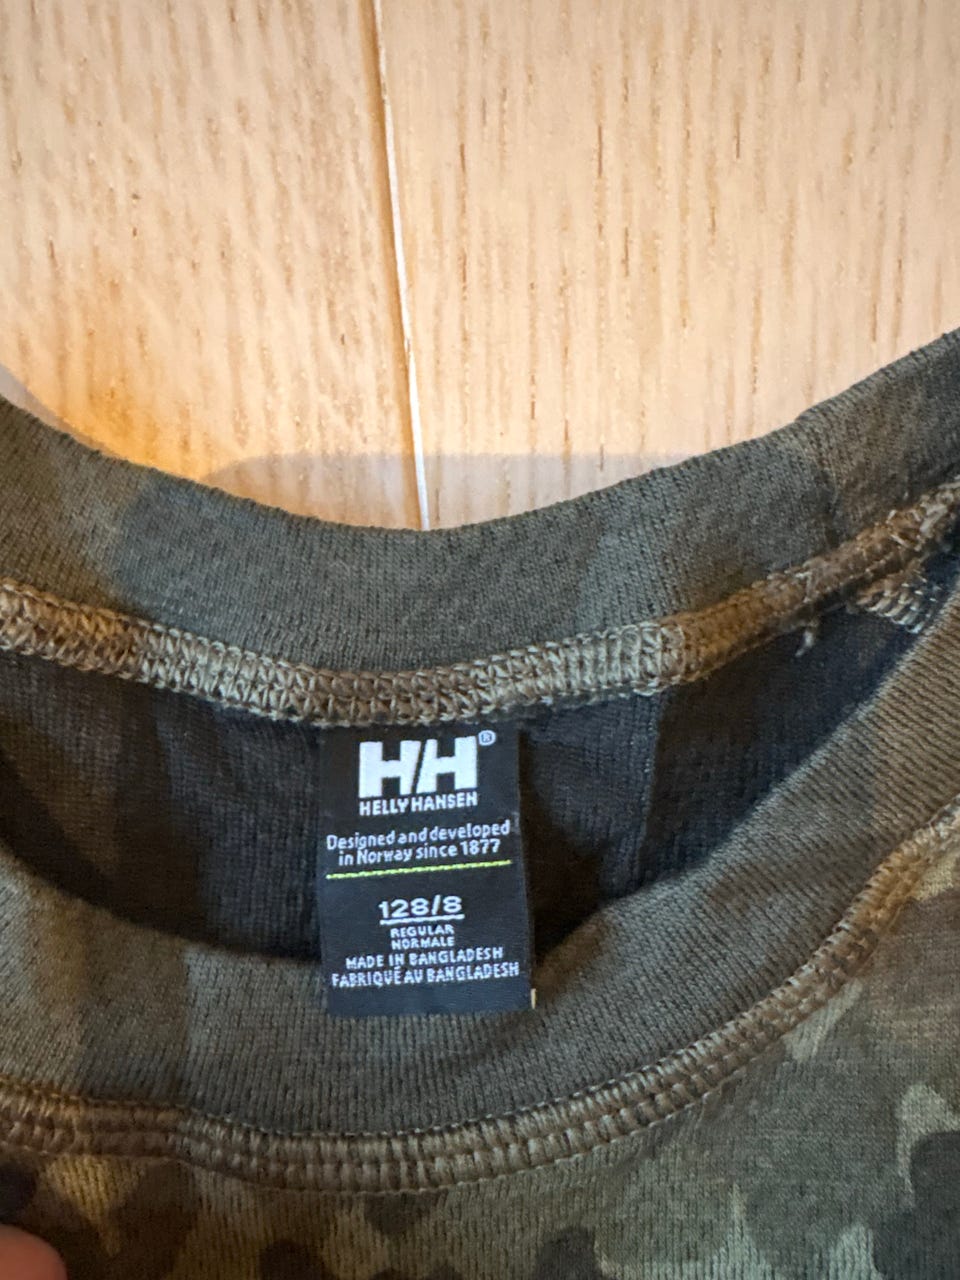 HH®
HELLY HANSEN
Designed and developed
in Norway since 1877
128/8
REGULAR
NORMALE
MADE IN BANGLADESH
FABRIQUÉ AU BANGLADESH